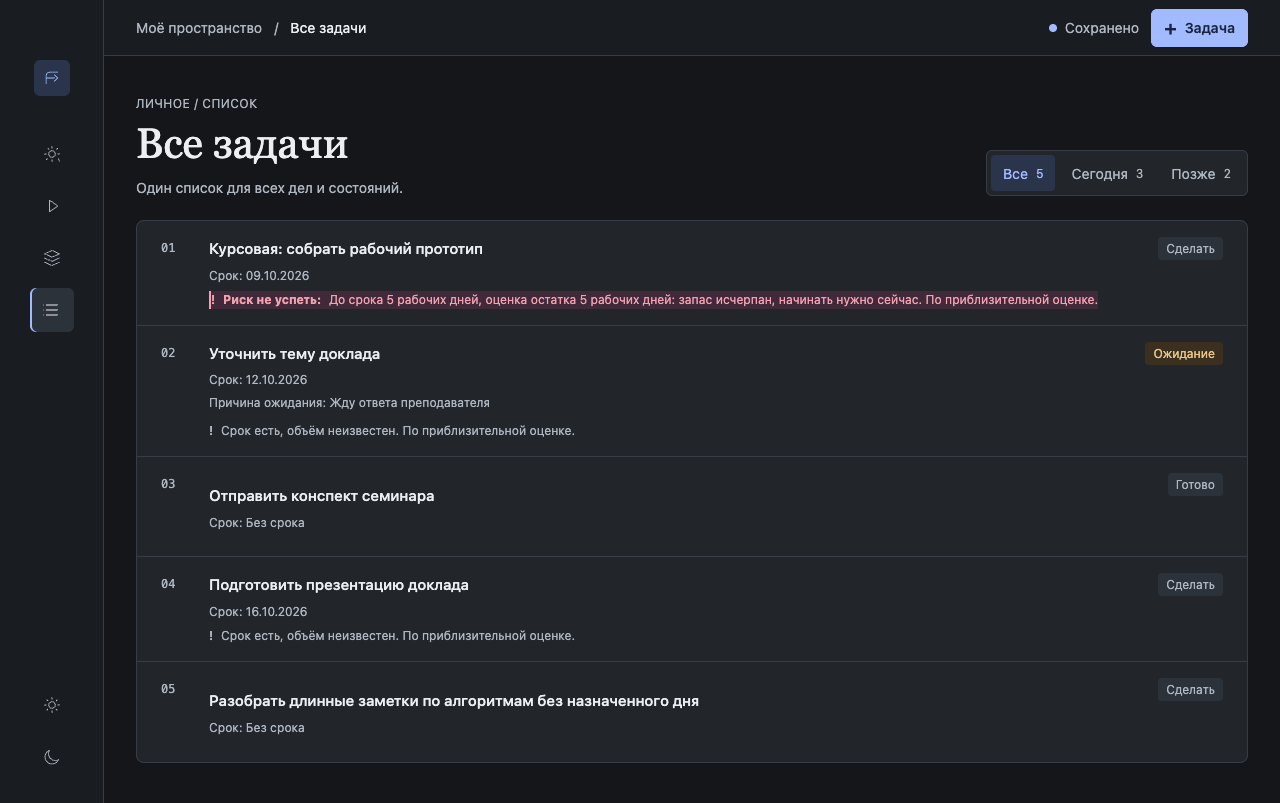 Моё пространство / Все задачи
Сохранено
+ Задача
ЛИЧНОЕ / СПИСОК
Все задачи
Один список для всех дел и состояний.
Все 5 Сегодня 3 Позже 2
01 Курсовая: собрать рабочий прототип Сделать
Срок: 09.10.2026
! Риск не успеть: До срока 5 рабочих дней, оценка остатка 5 рабочих дней: запас исчерпан, начинать нужно сейчас. По приблизительной оценке.
02 Уточнить тему доклада Ожидание
Срок: 12.10.2026
Причина ожидания: Жду ответа преподавателя
! Срок есть, объём неизвестен. По приблизительной оценке.
03 Отправить конспект семинара Готово
Срок: Без срока
04 Подготовить презентацию доклада Сделать
Срок: 16.10.2026
! Срок есть, объём неизвестен. По приблизительной оценке.
05 Разобрать длинные заметки по алгоритмам без назначенного дня Сделать
Срок: Без срока